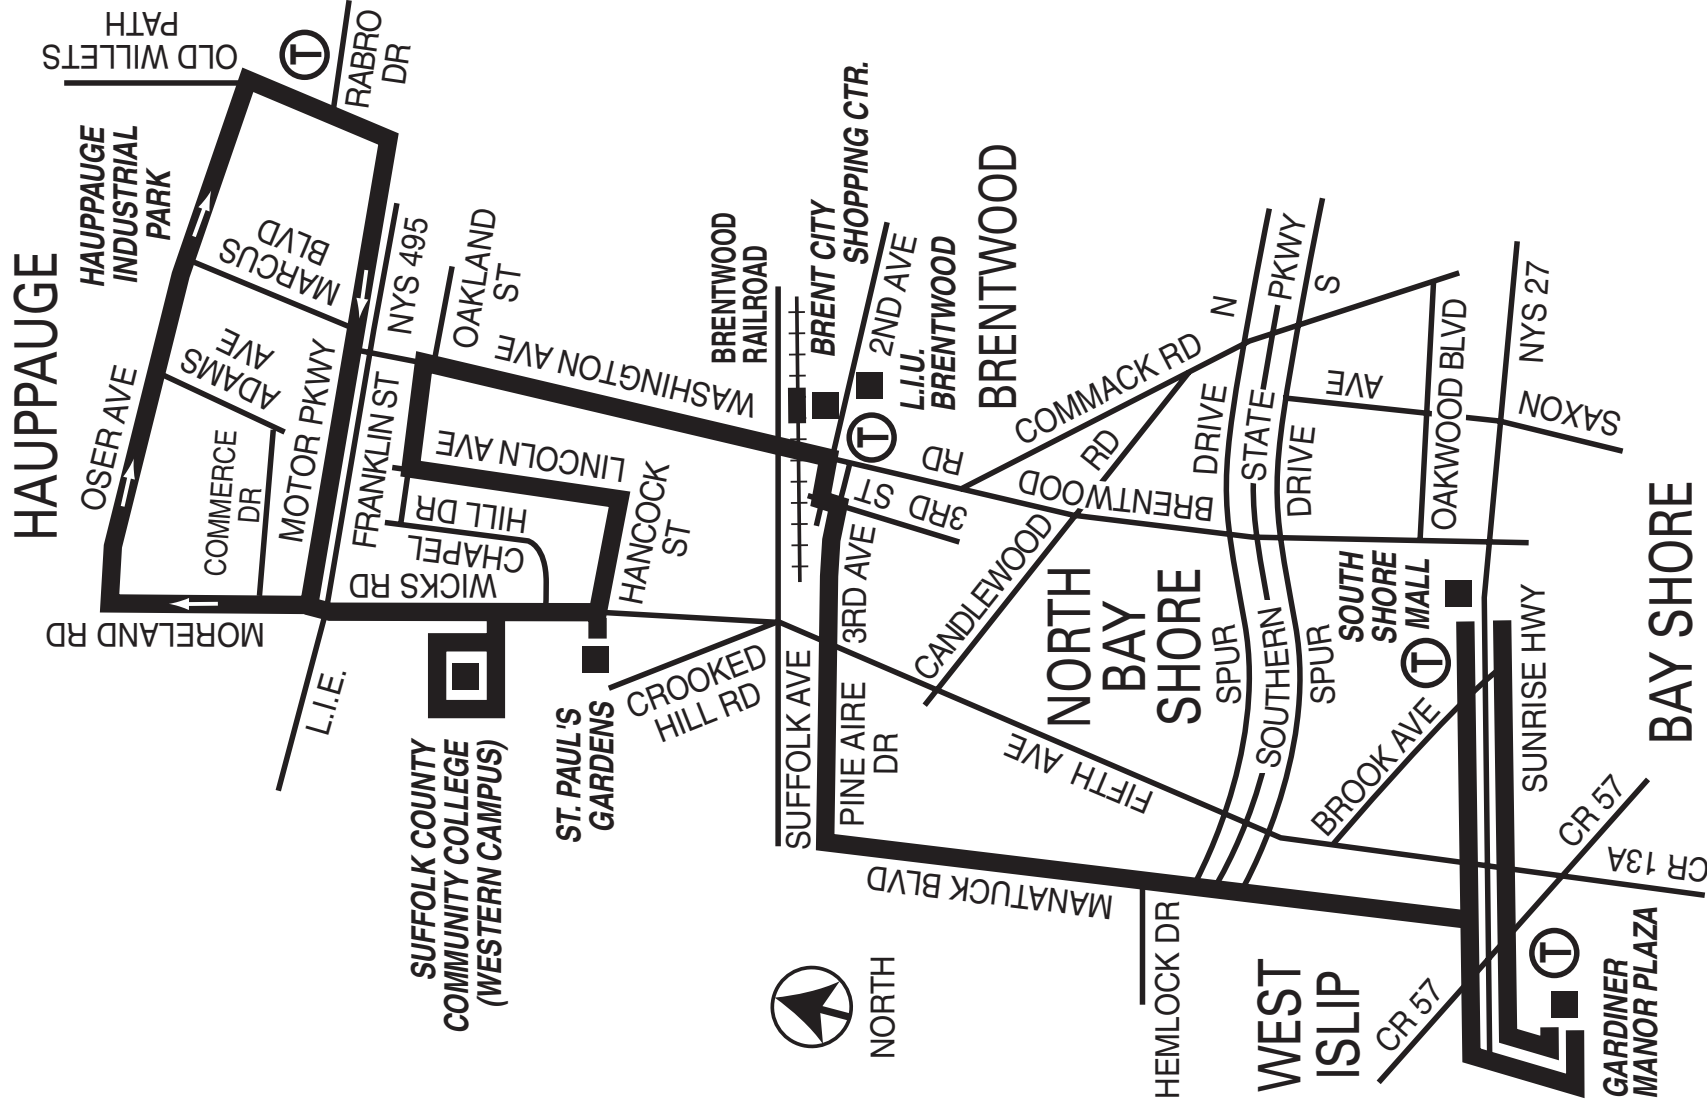 HAUPPAUGE
OLD WILLETS
PATH
T
RABRO
DR
HAUPPAUGE
INDUSTRIAL
PARK
MARCUS
BLVD
ADAMS
AVE
OSER AVE
COMMERCE
DR
MOTOR PKWY
MORELAND RD
NYS 495
OAKLAND
ST
FRANKLIN ST
WASHINGTON AVE
LINCOLN AVE
HILL DR
CHAPEL
WICKS RD
HANCOCK
ST
L.I.E.
SUFFOLK COUNTY
COMMUNITY COLLEGE
(WESTERN CAMPUS)
ST. PAUL'S
GARDENS
CROOKED
HILL RD
SUFFOLK AVE
BRENTWOOD
RAILROAD
BRENT CITY
SHOPPING CTR.
2ND AVE
L.I.U.
BRENTWOOD
T
BRENTWOOD
RD
3RD ST
3RD AVE
PINE AIRE
DR
COMMACK RD
CANDLEWOOD RD
BRENTWOOD
FIFTH AVE
MANATUCK BLVD
NORTH
BAY
SHORE
N
DRIVE
SPUR
SOUTHERN
STATE
PKWY
S
DRIVE
SPUR
AVE
SAXON
OAKWOOD BLVD
NYS 27
SOUTH
SHORE
MALL
T
SUNRISE HWY
BROOK AVE
BAY SHORE
CR 57
CR 13A
HEMLOCK DR
WEST
ISLIP
CR 57
T
GARDINER
MANOR PLAZA
NORTH